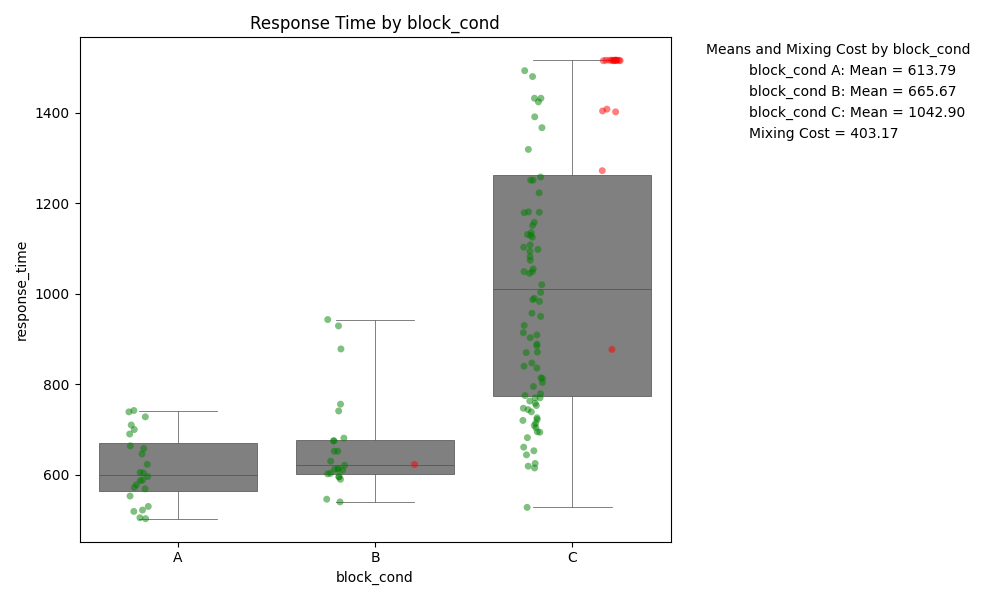 Response Time by block_cond
Means and Mixing Cost by block_cond
block_cond A: Mean = 613.79
block_cond B: Mean = 665.67
block_cond C: Mean = 1042.90
Mixing Cost = 403.17
response_time
1400
1200
1000
800
600
A
B
C
block_cond